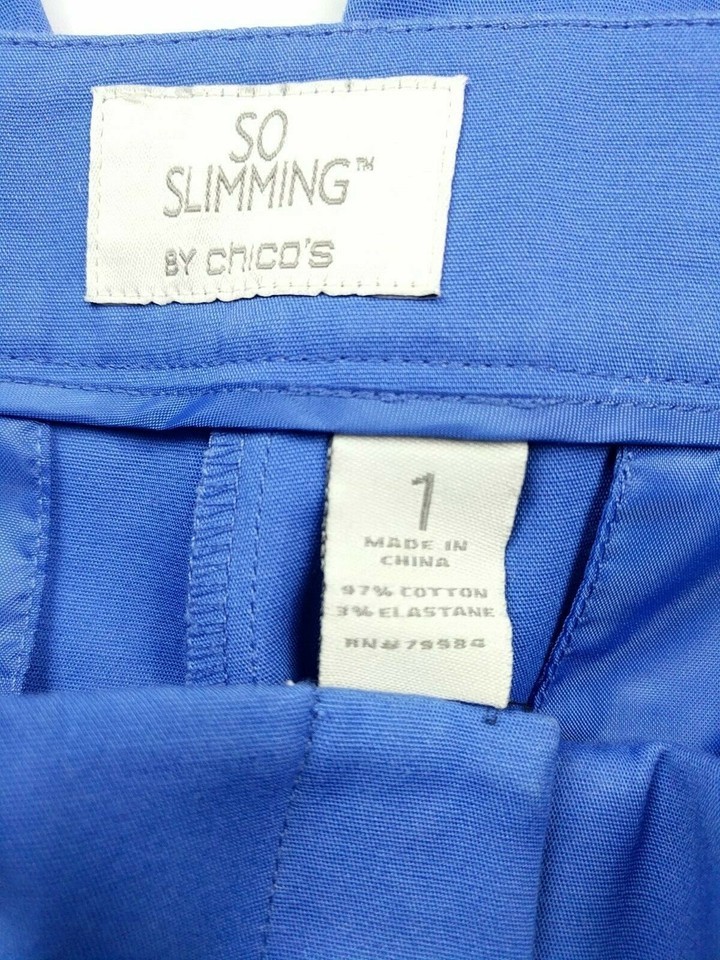 SO
SLIMMING™
BY chico's
1
MADE IN
CHINA
97% COTTON
3% ELASTANE
RN# 79984